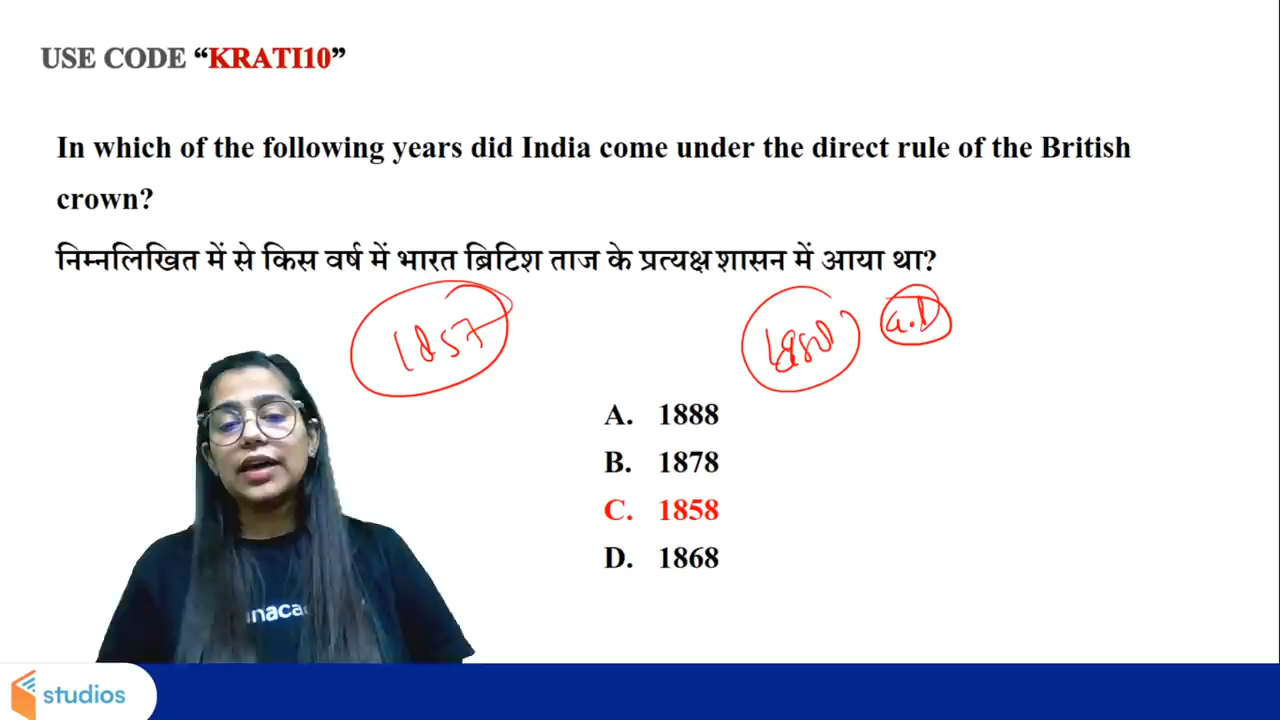 USE CODE “KRATI10”
In which of the following years did India come under the direct rule of the British
crown?
निम्नलिखित में से किस वर्ष में भारत ब्रिटिश ताज के प्रत्यक्ष शासन में आया था?
1857
A. 1888
B. 1878
C. 1858
D. 1868
studios